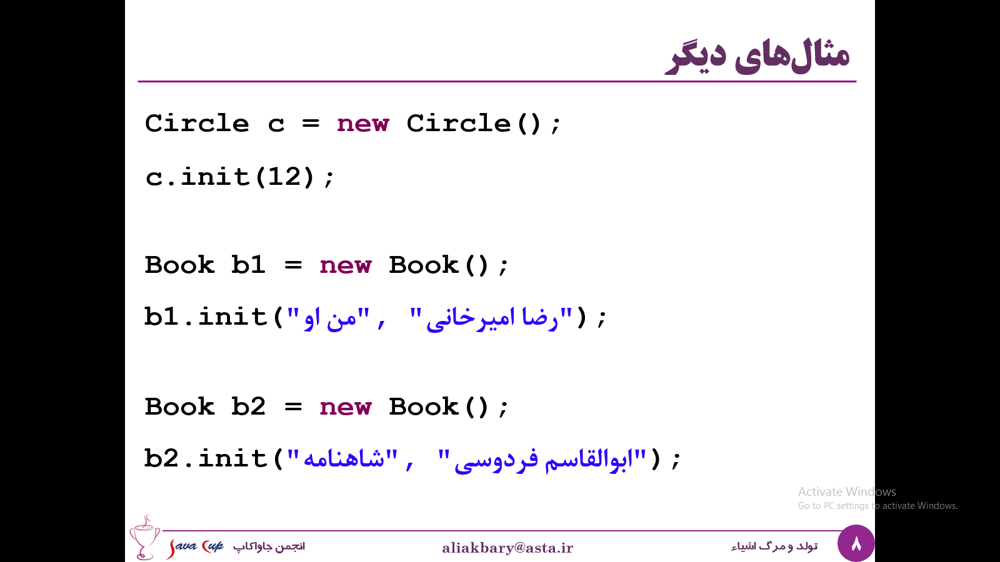 مثال‌های دیگر
Circle c = new Circle();
c.init(12);
Book b1 = new Book();
b1.init("من او", "رضا امیرخانی");
Book b2 = new Book();
b2.init("شاهنامه", "ابوالقاسم فردوسی");
Activate Windows
Go to PC settings to activate Windows.
Java Cup انجمن جاواکاپ
aliakbary@asta.ir
تولد و مرگ اشیاء
۸